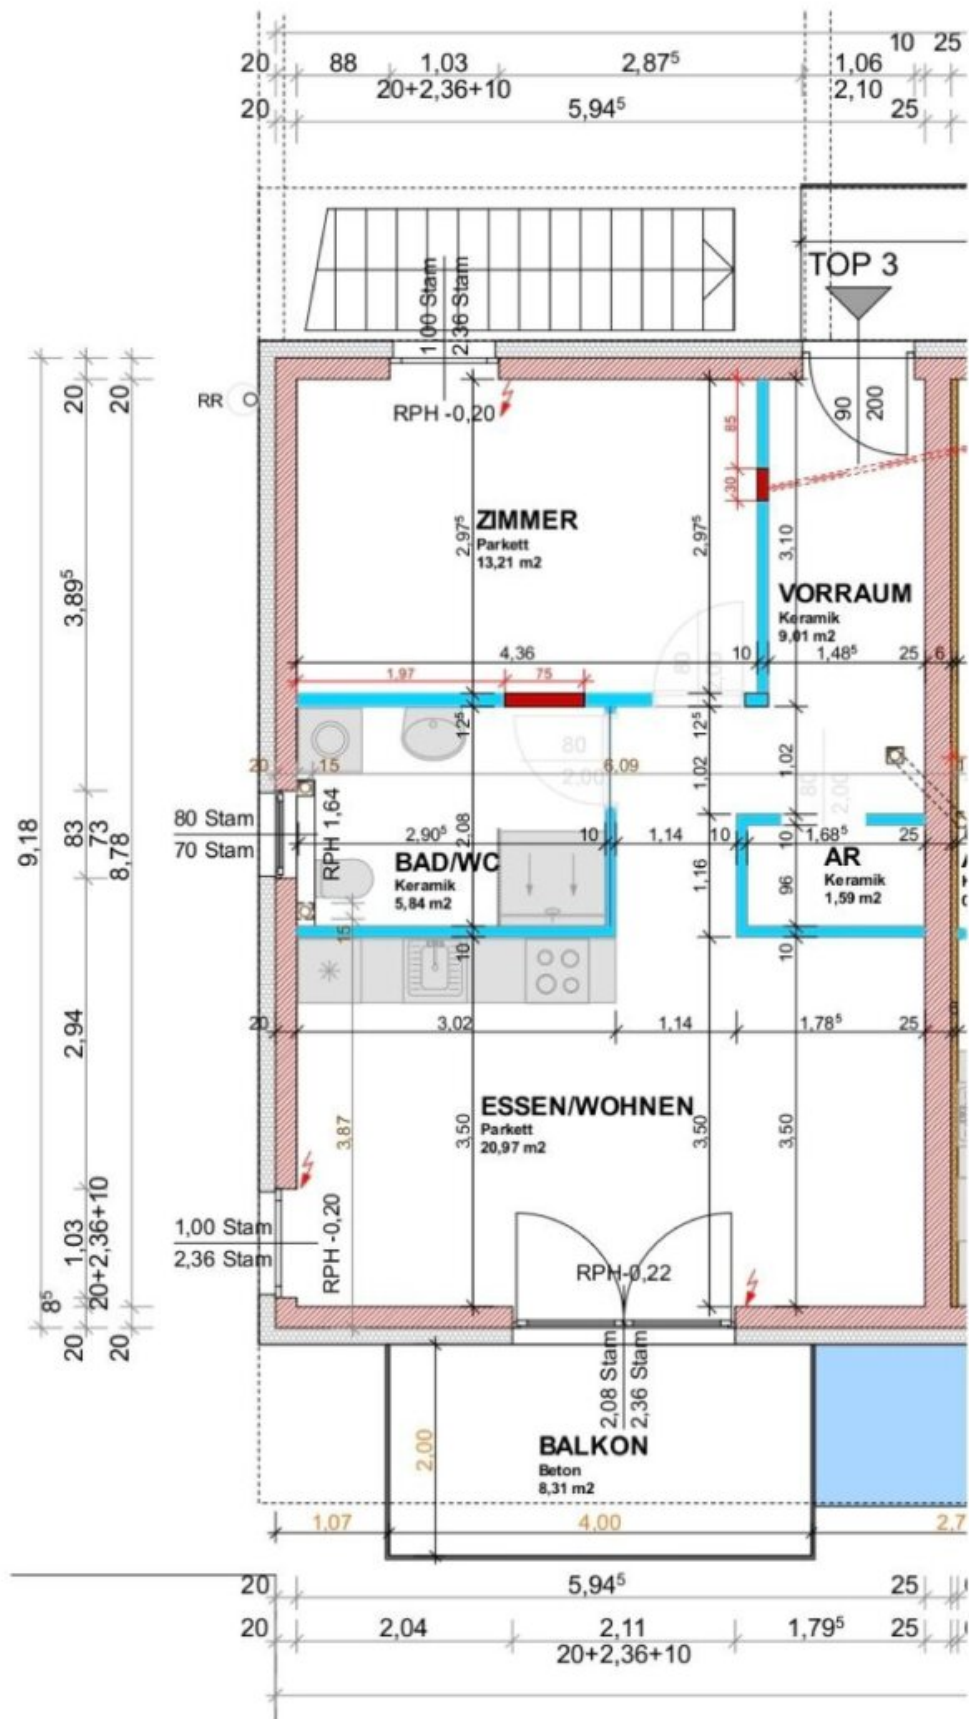 10 25
20 88 1,03 2,87⁵ 1,06
20+2,36+10 2,10
20 5,94⁵ 25
TOP 3
1,00 Stam
2,36 Stam
20 20
RR
RPH -0,20
90
200
85
30
ZIMMER
Parkett
13,21 m2
2,97⁵ 2,97⁵ 3,10
3,89⁵
VORRAUM
Keramik
9,01 m2
4,36 10 1,48⁵ 25 6
1,97 75
80
2,00
12⁵ 12⁵
80
2,00
20 15 6,09
1,02 1,02
80
2,00
RPH 1,64
80 Stam
70 Stam
9,18 83 73 8,78
2,90⁵ 2,08 10 1,14 10 10 1,68⁵ 25
BAD/WC
Keramik
5,84 m2
1,16
96
AR
Keramik
1,59 m2
15
10 10
20 3,02 1,14 1,78⁵ 25
2,94
ESSEN/WOHNEN
Parkett
20,97 m2
3,87
3,50 3,50 3,50
1,00 Stam
2,36 Stam
RPH -0,20
1,03
20+2,36+10
8⁵
20 20
RPH-0,22
2,08 Stam
2,36 Stam
BALKON
Beton
8,31 m2
2,00
1,07 4,00 2,7
20 5,94⁵ 25
20 2,04 2,11 1,79⁵ 25
20+2,36+10